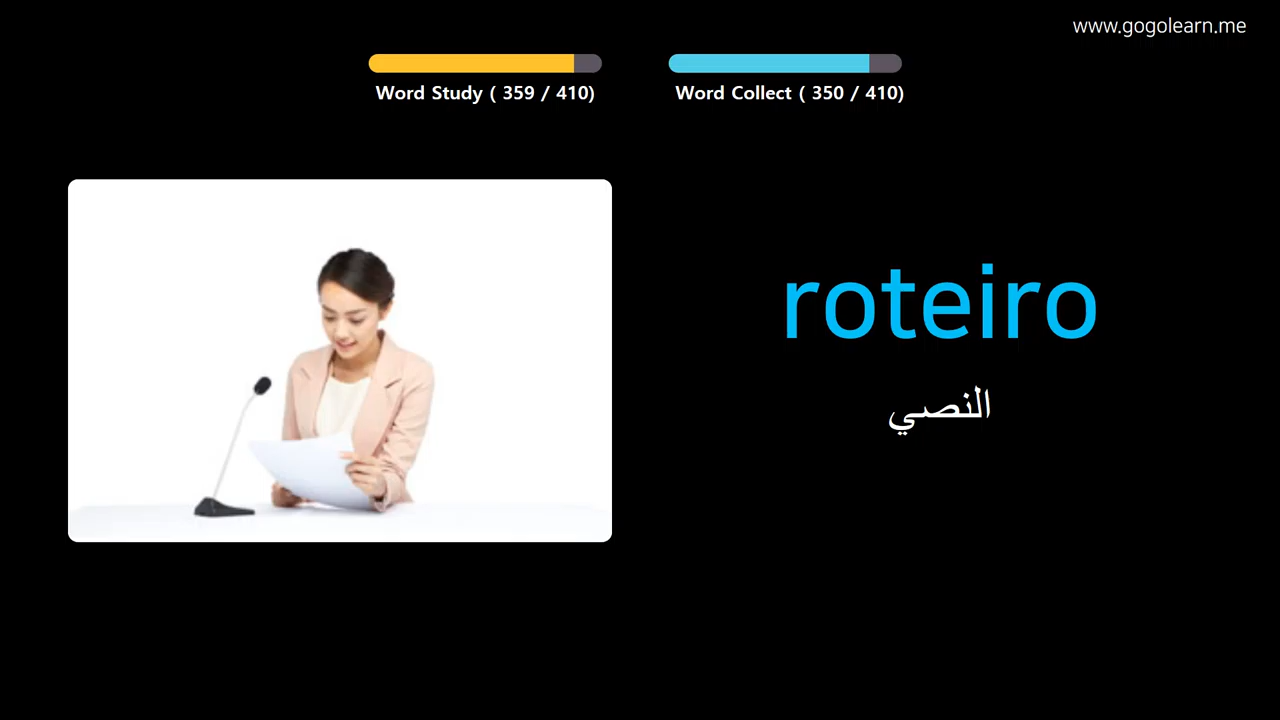 www.gogolearn.me
Word Study ( 359 / 410)
Word Collect ( 350 / 410)
roteiro
النصي